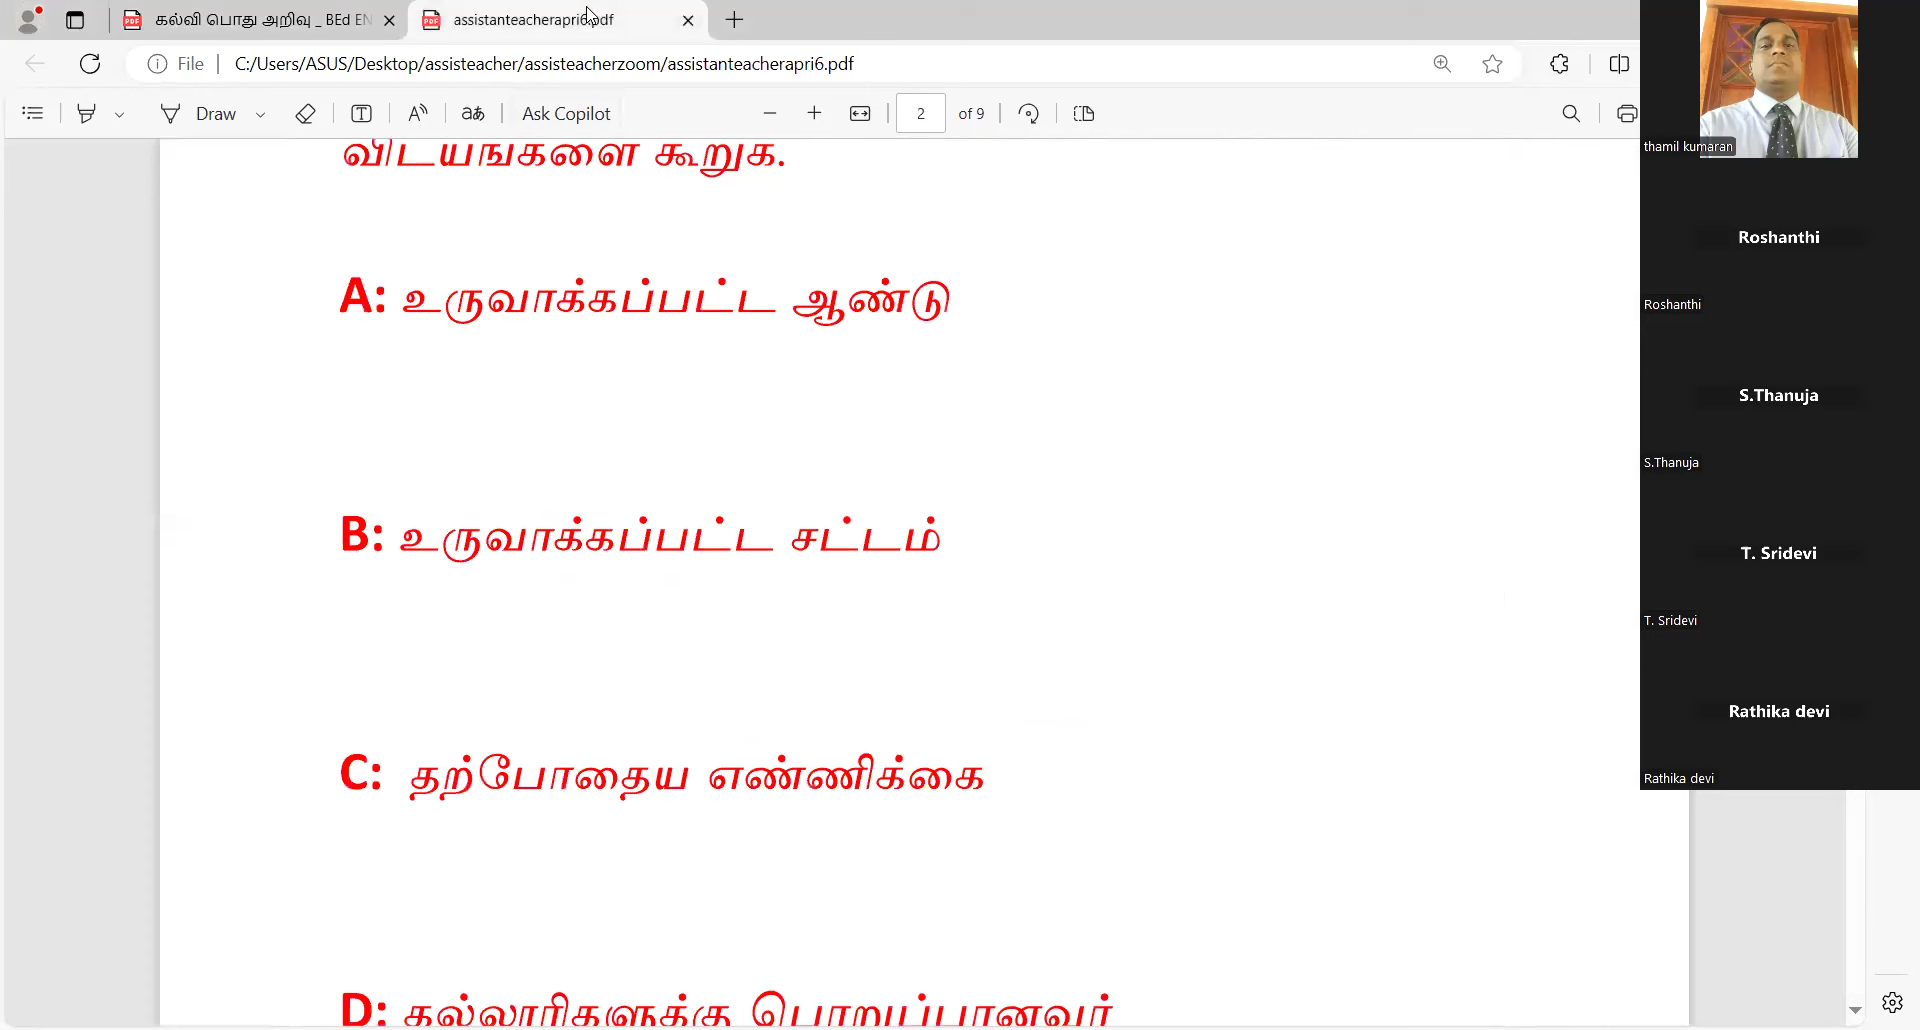 கல்வி பொது அறிவு _ BEd EN
assistanteacherapri6.pdf
File
C:/Users/ASUS/Desktop/assisteacher/assisteacherzoom/assistanteacherapri6.pdf
Draw
Ask Copilot
2 of 9
விடயங்களை கூறுக.
A: உருவாக்கப்பட்ட ஆண்டு
B: உருவாக்கப்பட்ட சட்டம்
C: தற்போதைய எண்ணிக்கை
D: கல்லூரிகளுக்கு பொறுப்பானவர்
thamil kumaran
Roshanthi
Roshanthi
S.Thanuja
S.Thanuja
T. Sridevi
T. Sridevi
Rathika devi
Rathika devi